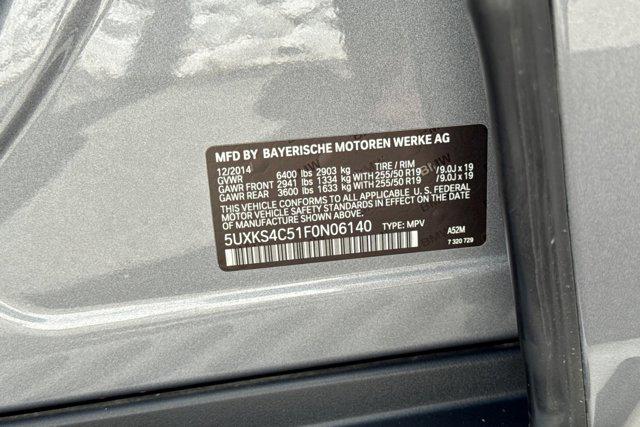 MFD BY BAYERISCHE MOTOREN WERKE AG
12/2014 TIRE / RIM
GVWR 6400 lbs 2903 kg
GAWR FRONT 2941 lbs 1334 kg WITH 255/50 R19 /9.0J x 19
GAWR REAR 3600 lbs 1633 kg WITH 255/50 R19 /9.0J x 19
THIS VEHICLE CONFORMS TO ALL APPLICABLE U.S. FEDERAL
MOTOR VEHICLE SAFETY STANDARDS IN EFFECT ON THE DATE
OF MANUFACTURE SHOWN ABOVE.
5UXKS4C51F0N06140 TYPE: MPV
A52M
7 320 729